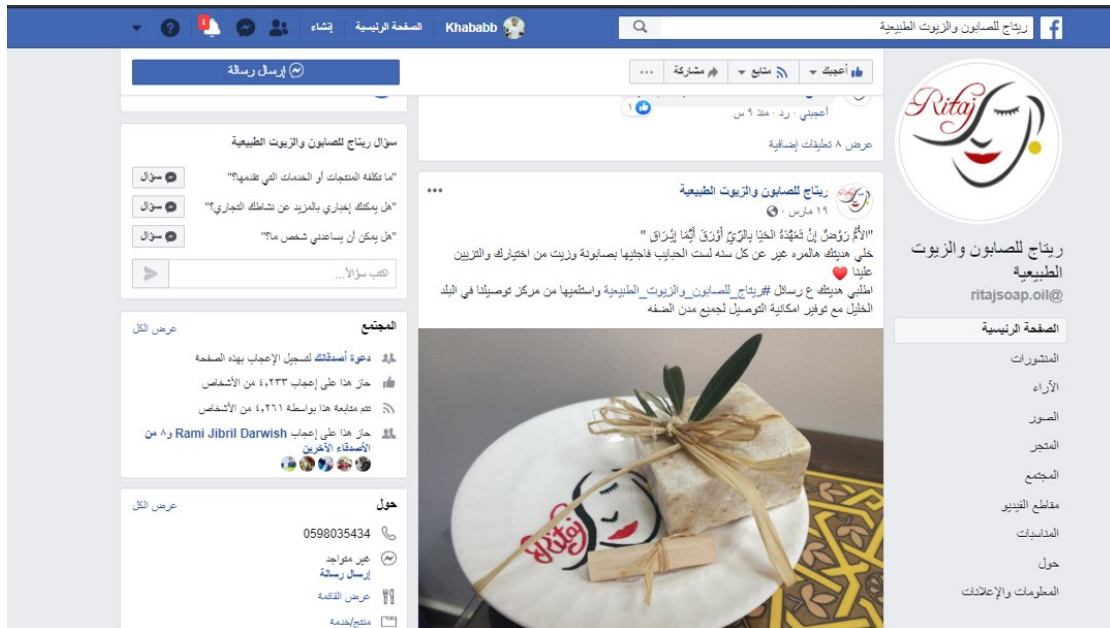 ريتاج للصابون والزيوت الطبيعية
Khababb
الصفحة الرئيسية
إنشاء
٤
أعجبك
متابع
مشاركة
إرسال رسالة
Ritaj
ريتاج للصابون والزيوت
الطبيعية
@ritajsoap.oil
الصفحة الرئيسية
المنشورات
الآراء
الصور
المتجر
المجتمع
مقاطع الفيديو
المناسبات
حول
المعلومات والإعلانات
١
أعجبني · رد · منذ ٩ س
عرض ٨ تعليقات إضافية
ريتاج للصابون والزيوت الطبيعية
١٩ مارس ·
"الأُمُّ رَوْضٌ إِنْ تَعَهَّدَهُ الحَيَا بِالرِّيِّ أَوْرَقَ أَيَّمَا إِيْرَاقِ "
خلي هديتك هالمره غير عن كل سنه لست الحبايب فاجئيها بصابونة وزيت من اختيارك والتزيين
علينا ❤
اطلبي هديتك ع رسائل #ريتاج_للصابون_والزيوت_الطبيعية واستلميها من مركز توصيلنا في البلد
الخليل مع توفير امكانية التوصيل لجميع مدن الضفه
Ritaj
سؤال ريتاج للصابون والزيوت الطبيعية
"ما تكلفة المنتجات أو الخدمات التي تقدمها؟"
سؤال
"هل يمكنك إخباري بالمزيد عن نشاطك التجاري؟"
سؤال
"هل يمكن أن يساعدني شخص ما؟"
سؤال
اكتب سؤالاً...
المجتمع
عرض الكل
دعوة أصدقائك لتسجيل الإعجاب بهذه الصفحة
حاز هذا على إعجاب ٤,٢٣٣ من الأشخاص
تتم متابعة هذا بواسطة ٤,٢٦١ من الأشخاص
حاز هذا على إعجاب Rami Jibril Darwish و٨ من
الأصدقاء الآخرين
حول
عرض الكل
0598035434
غير متواجد
إرسال رسالة
عرض القائمة
منتج/خدمة